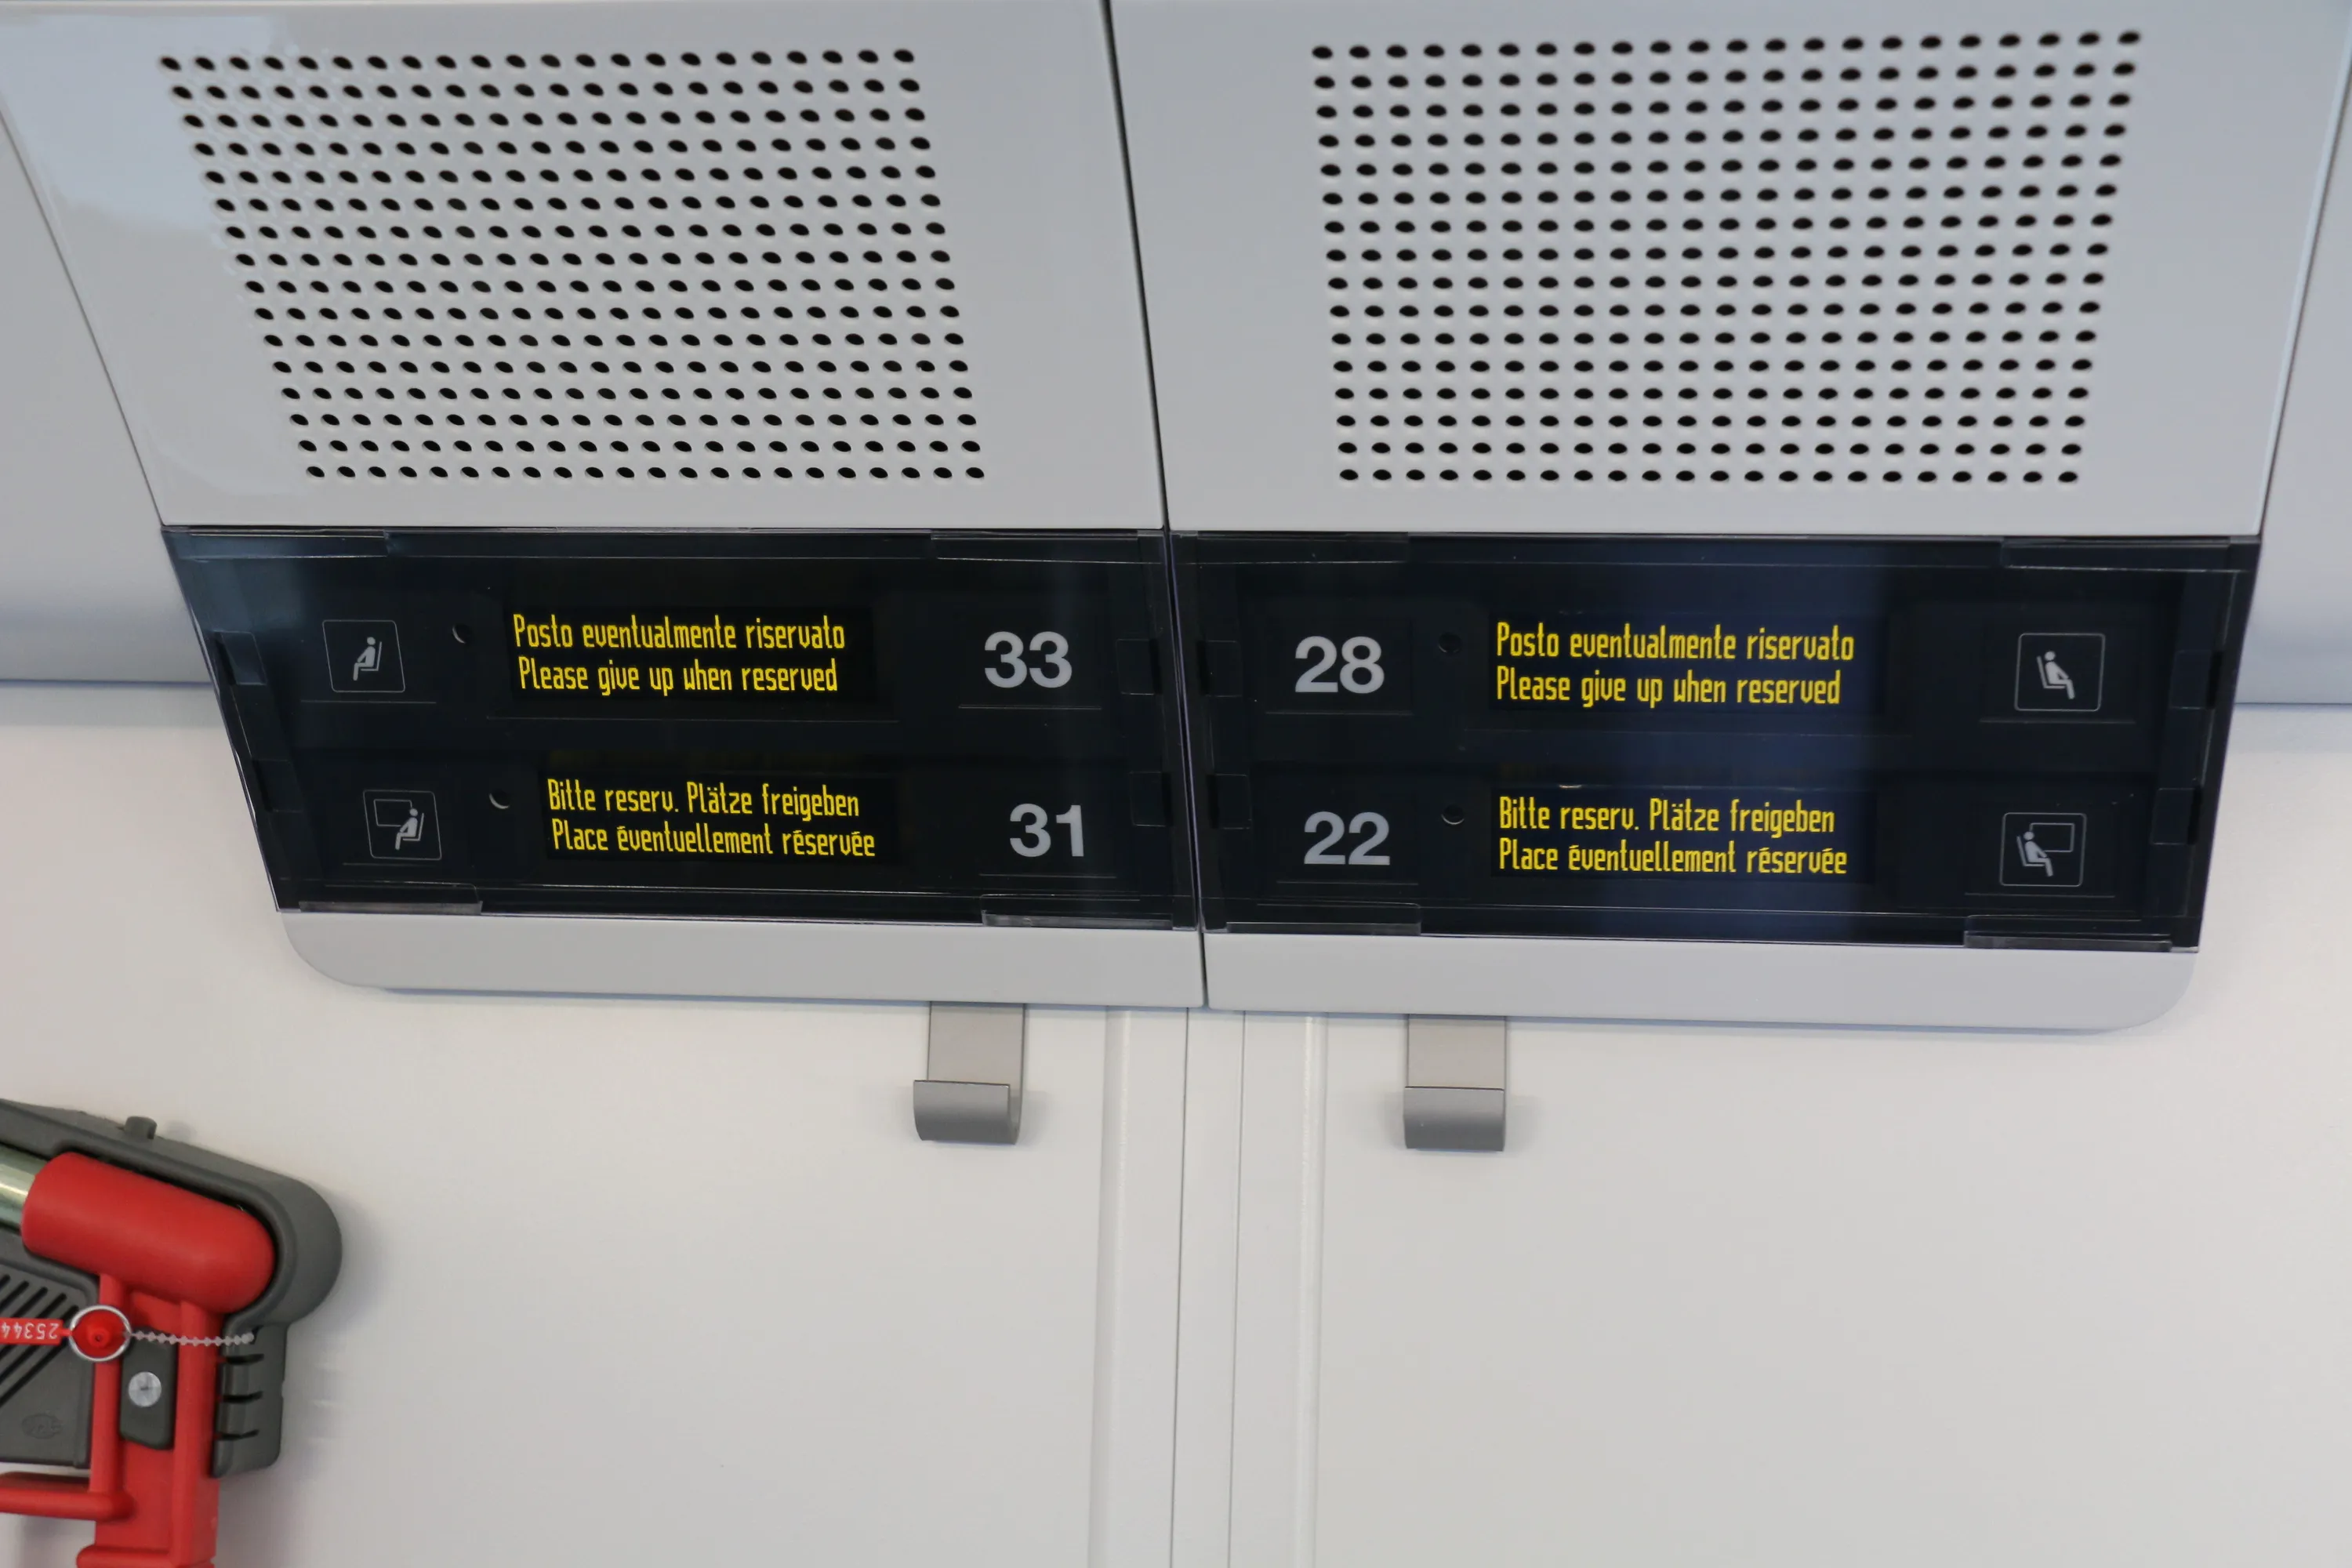 Posto eventualmente riservato
Please give up when reserved
33
Bitte reserv. Plätze freigeben
Place éventuellement réservée
31
28
Posto eventualmente riservato
Please give up when reserved
22
Bitte reserv. Plätze freigeben
Place éventuellement réservée
25344